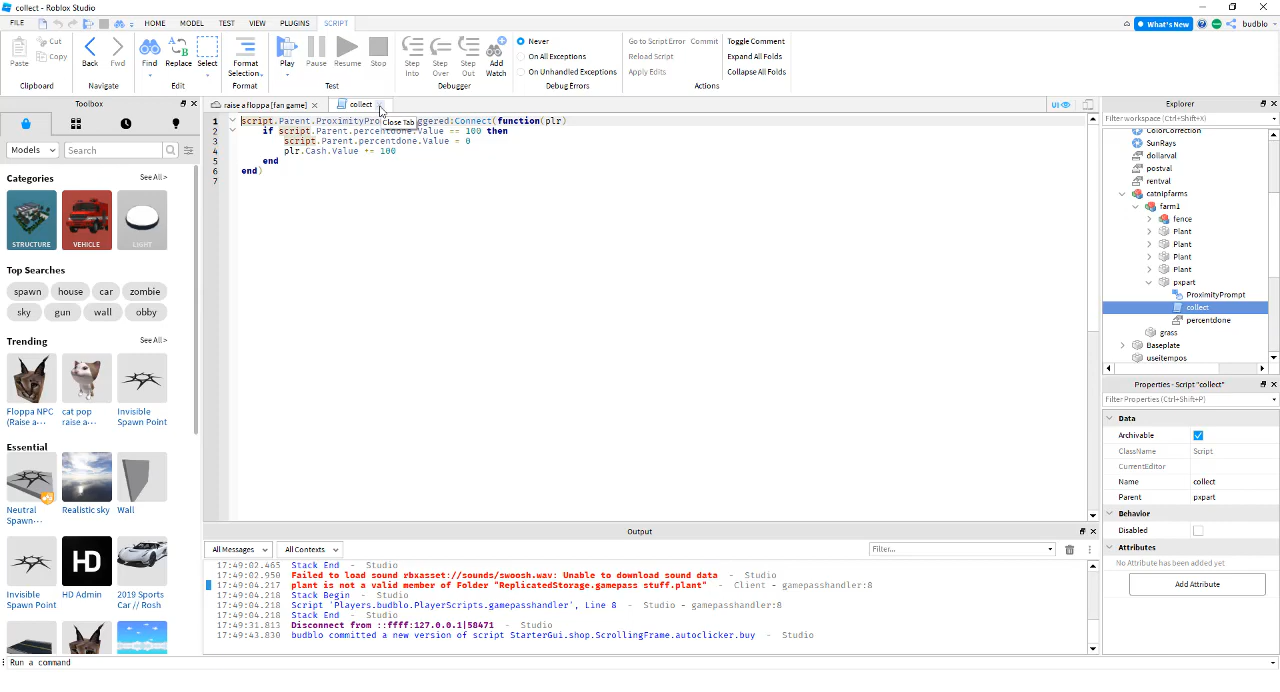 collect - Roblox Studio
FILE HOME MODEL TEST VIEW PLUGINS SCRIPT What's New budblo
Paste Cut Copy Back Fwd Find Replace Select Format Selection Play Pause Resume Stop Step Into Step Over Step Out Add Watch
Never
On All Exceptions
On Unhandled Exceptions
Go to Script Error Commit Toggle Comment
Reload Script Expand All Folds
Apply Edits Collapse All Folds
Clipboard Navigate Edit Format Test Debugger Debug Errors Actions
Toolbox
Models Search
Categories See All >
STRUCTURE VEHICLE LIGHT
Top Searches
spawn house car zombie
sky gun wall obby
Trending See All >
Floppa NPC (Raise a…
cat pop raise a…
Invisible Spawn Point
Essential
Neutral Spawn…
Realistic sky
Wall
HD
Invisible Spawn Point
HD Admin
2019 Sports Car // Rosh
raise a floppa [fan game] collect UI
Close Tab
1 script.Parent.ProximityPro ggered:Connect(function(plr)
2 if script.Parent.percentdone.Value == 100 then
3 script.Parent.percentdone.Value = 0
4 plr.Cash.Value += 100
5 end
6 end)
7
Output
All Messages All Contexts Filter...
17:49:02.465 Stack End - Studio
17:49:02.950 Failed to load sound rbxasset://sounds/swoosh.wav: Unable to download sound data - Studio
17:49:04.217 plant is not a valid member of Folder "ReplicatedStorage.gamepass stuff.plant" - Client - gamepasshandler:8
17:49:04.218 Stack Begin - Studio
17:49:04.218 Script 'Players.budblo.PlayerScripts.gamepasshandler', Line 8 - Studio - gamepasshandler:8
17:49:04.218 Stack End - Studio
17:49:31.813 Disconnect from ::ffff:127.0.0.1|58471
17:49:43.830 budblo committed a new version of script StarterGui.shop.ScrollingFrame.autoclicker.buy - Studio
Explorer
Filter workspace (Ctrl+Shift+X)
ColorCorrection
SunRays
dollarval
postval
rentval
catnipfarms
farm1
fence
Plant
Plant
Plant
Plant
pxpart
ProximityPrompt
collect
percentdone
grass
Baseplate
useitempos
Properties - Script "collect"
Filter Properties (Ctrl+Shift+P)
Data
Archivable
ClassName Script
CurrentEditor
Name collect
Parent pxpart
Behavior
Disabled
Attributes
No Attribute has been added yet
Add Attribute
Run a command